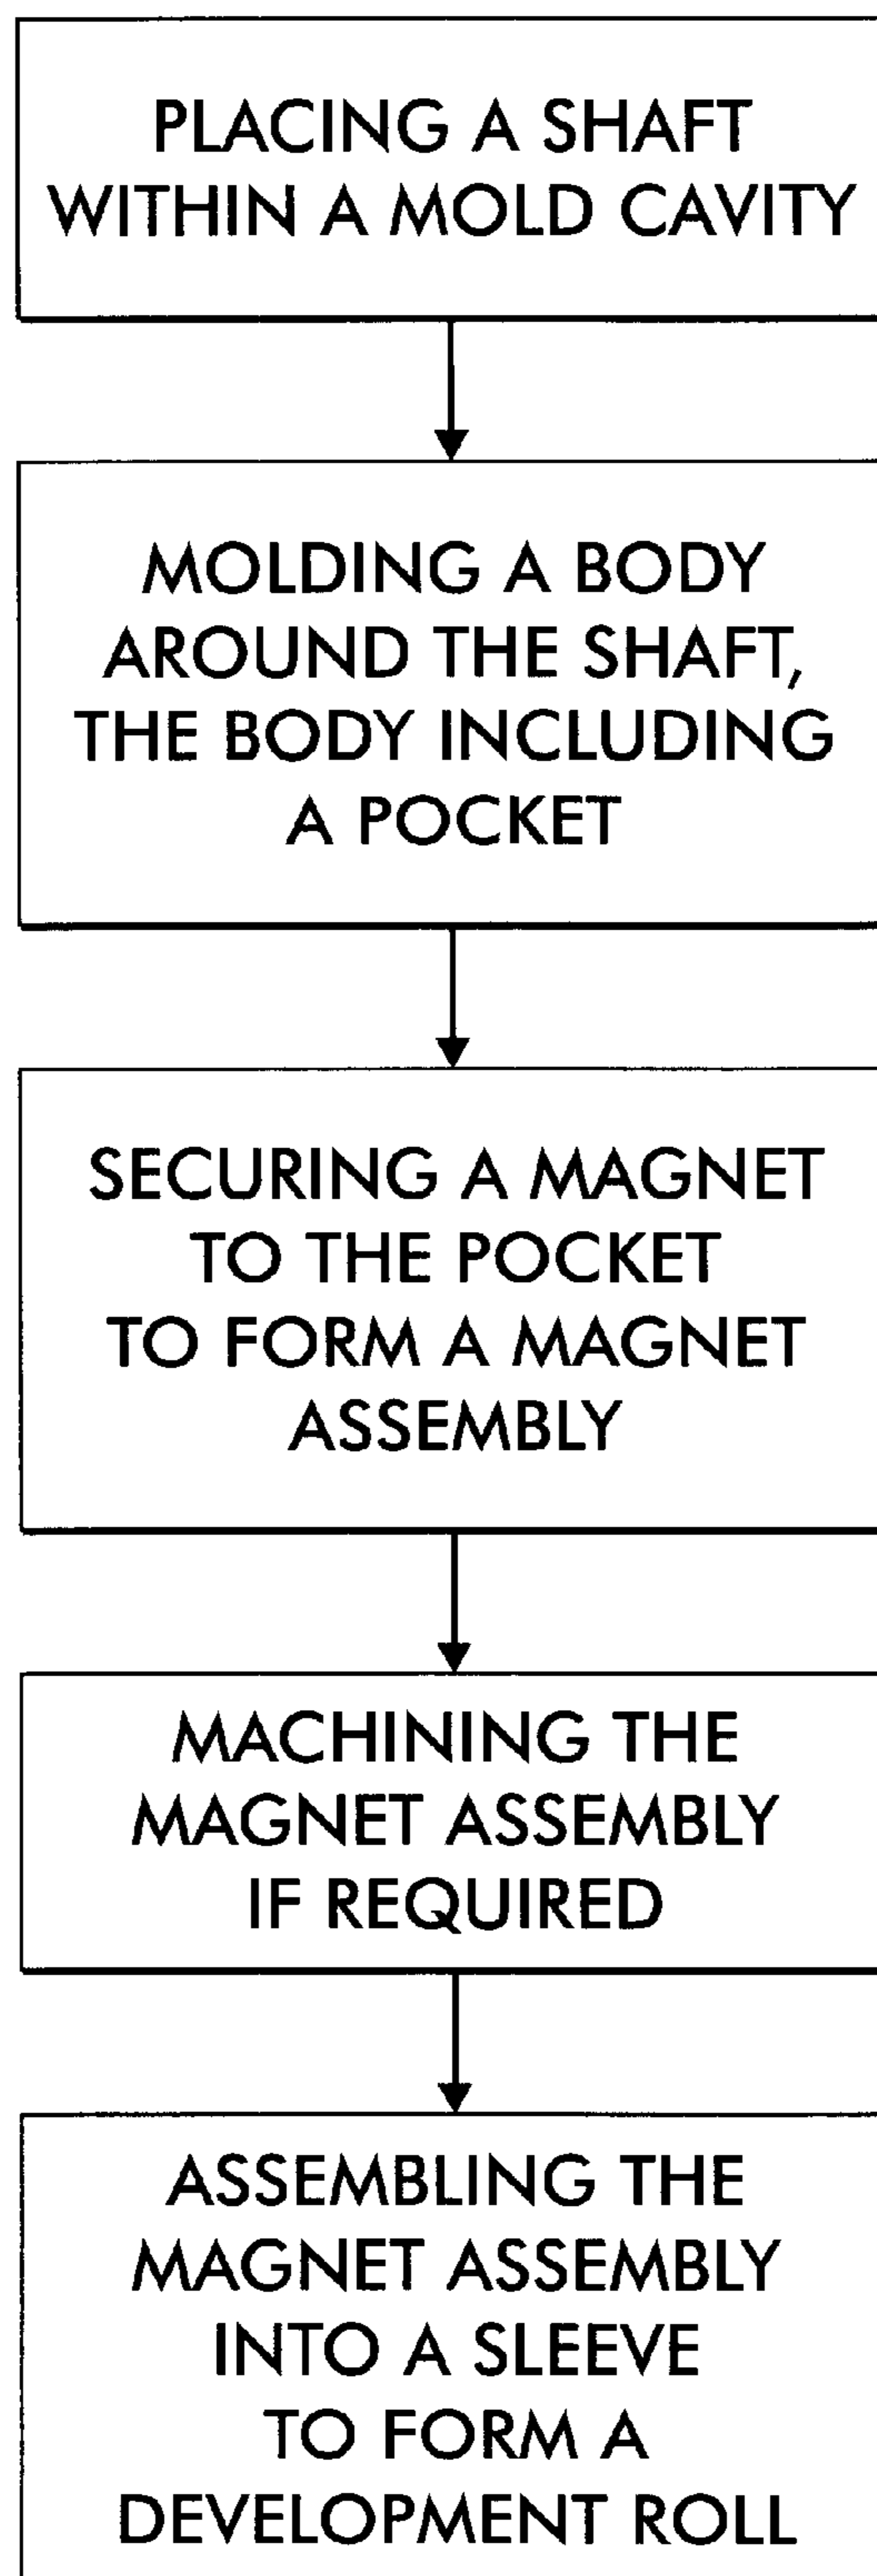 PLACING A SHAFT
WITHIN A MOLD CAVITY
MOLDING A BODY
AROUND THE SHAFT,
THE BODY INCLUDING
A POCKET
SECURING A MAGNET
TO THE POCKET
TO FORM A MAGNET
ASSEMBLY
MACHINING THE
MAGNET ASSEMBLY
IF REQUIRED
ASSEMBLING THE
MAGNET ASSEMBLY
INTO A SLEEVE
TO FORM A
DEVELOPMENT ROLL